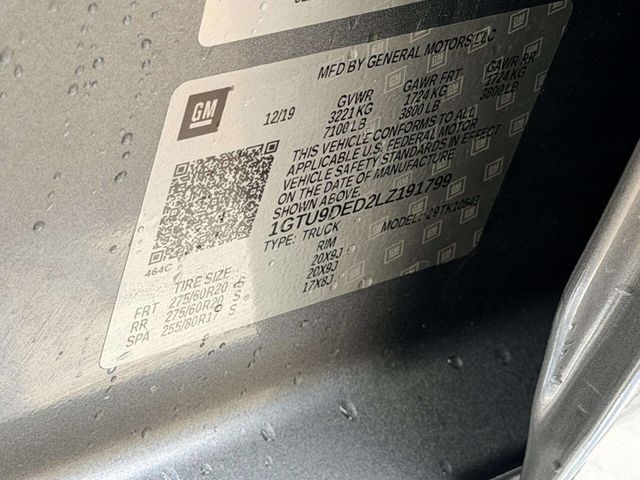 MFD BY GENERAL MOTORS LLC
GM
12/19
GVWR GAWR FRT GAWR RR
3221 KG 1724 KG 1724 KG
7100 LB 3800 LB 3800 LB
THIS VEHICLE CONFORMS TO ALL
APPLICABLE U.S. FEDERAL MOTOR
VEHICLE SAFETY STANDARDS IN EFFECT
ON THE DATE OF MANUFACTURE
SHOWN ABOVE.
1GTU9DED2LZ191799
TYPE: TRUCK MODEL:
464C
TIRE SIZE RIM
FRT 275/60R20 S 20X9J
RR 275/60R20 S 20X9J
SPA 255/80R17 S 17X8J